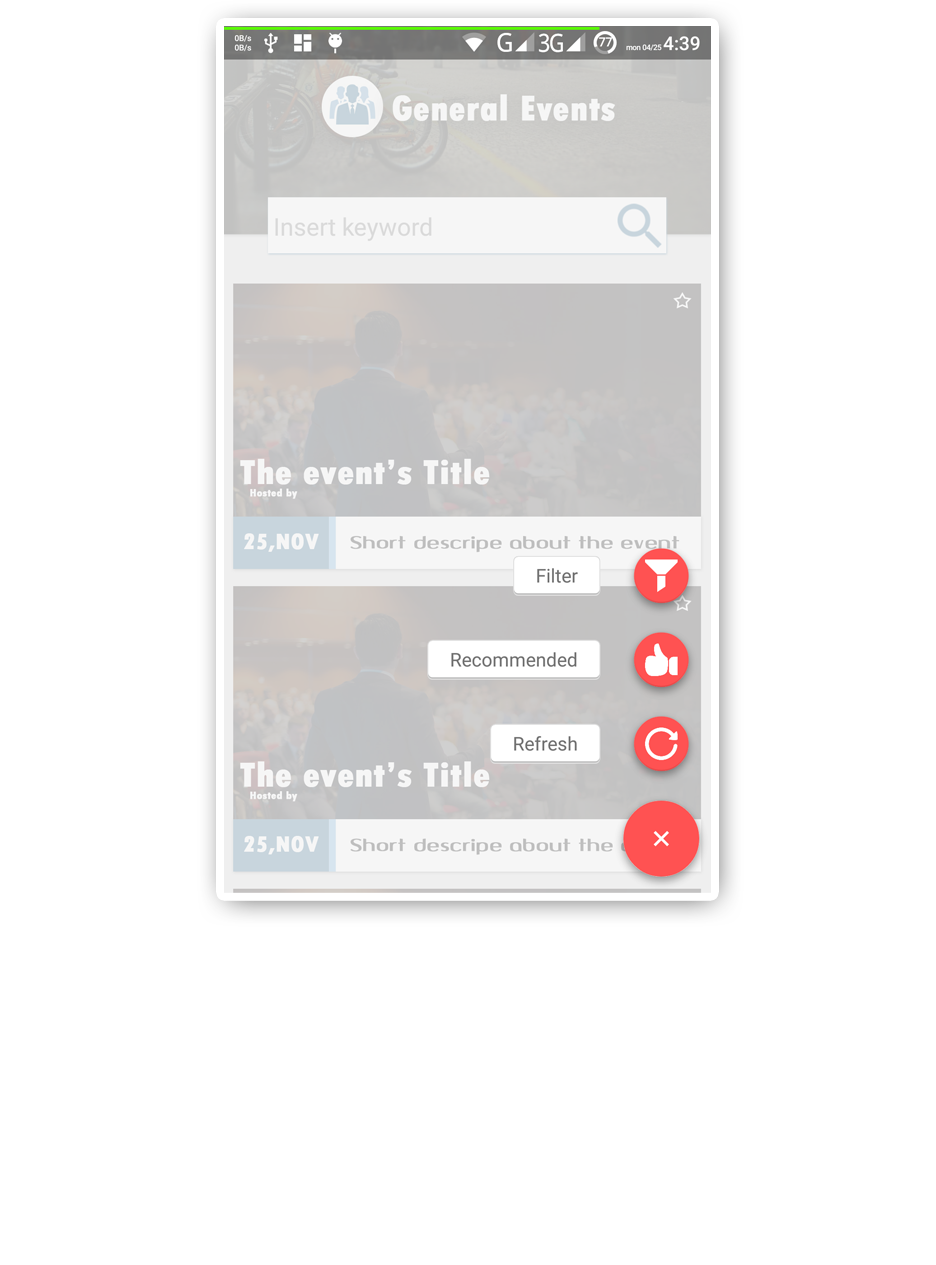 0B/s
0B/s
G 3G 77 mon 04/25 4:39
General Events
Insert keyword
The event's Title
Hosted by
25,NOV Short descripe about the event
Filter
Recommended
Refresh
The event's Title
Hosted by
25,NOV Short descripe about the